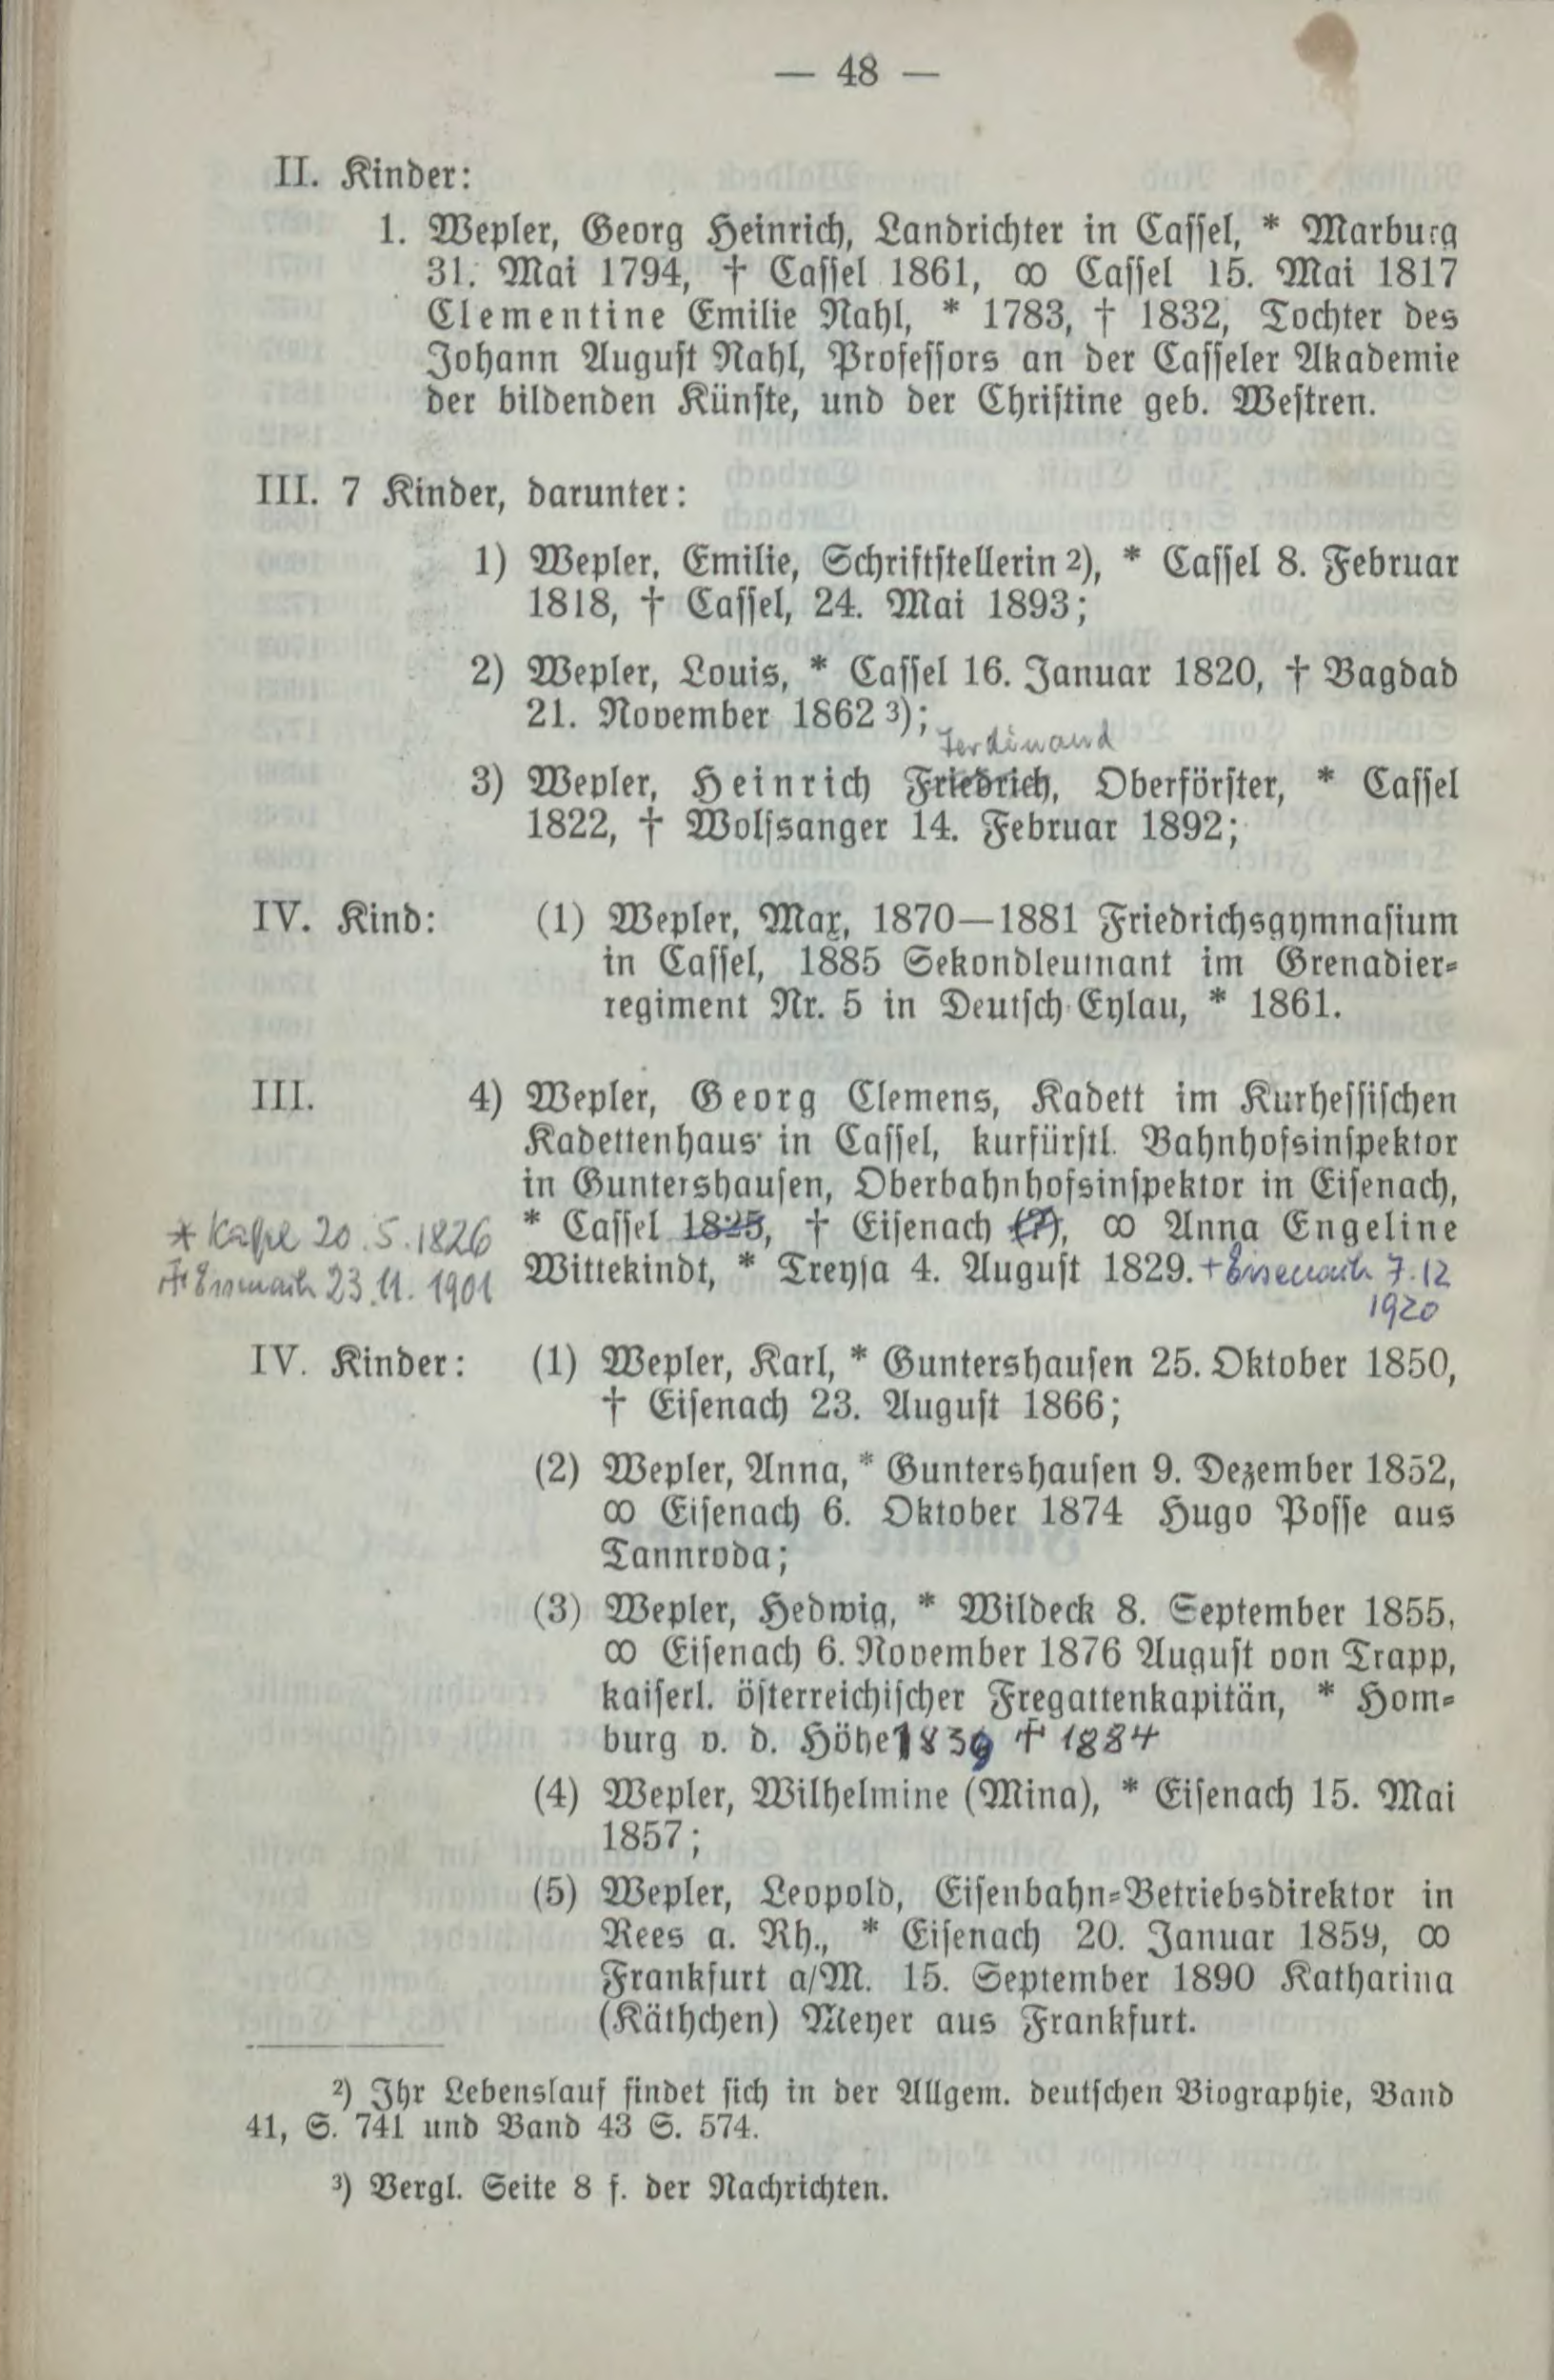 — 48 —
II. Kinder:
1. Wepler, Georg Heinrich, Landrichter in Cassel, * Marburg
31. Mai 1794, † Cassel 1861, ∞ Cassel 15. Mai 1817
Clementine Emilie Nahl, * 1783, † 1832, Tochter des
Johann August Nahl, Professors an der Casseler Akademie
der bildenden Künste, und der Christine geb. Westren.
III. 7 Kinder, darunter:
1) Wepler, Emilie, Schriftstellerin 2), * Cassel 8. Februar
1818, † Cassel, 24. Mai 1893;
2) Wepler, Louis, * Cassel 16. Januar 1820, † Bagdad
21. November 1862 3);
Ferdinand
3) Wepler, Heinrich Friedrich, Oberförster, * Cassel
1822, † Wolfsanger 14. Februar 1892;
IV. Kind: (1) Wepler, Max, 1870—1881 Friedrichsgymnasium
in Cassel, 1885 Sekondleutnant im Grenadier-
regiment Nr. 5 in Deutsch Eylau, * 1861.
III. 4) Wepler, Georg Clemens, Kadett im Kurhessischen
Kadettenhaus in Cassel, kurfürstl. Bahnhofsinspektor
in Guntershausen, Oberbahnhofsinspektor in Eisenach,
* Kassel 20.5.1826 * Cassel 1825, † Eisenach (?), ∞ Anna Engeline
† Eisenach 23.11.1901 Wittekindt, * Treysa 4. August 1829. + Eisenach 7.12
1920
IV. Kinder: (1) Wepler, Karl, * Guntershausen 25. Oktober 1850,
† Eisenach 23. August 1866;
(2) Wepler, Anna, * Guntershausen 9. Dezember 1852,
∞ Eisenach 6. Oktober 1874 Hugo Posse aus
Tannroda;
(3) Wepler, Hedwig, * Wildeck 8. September 1855,
∞ Eisenach 6. November 1876 August von Trapp,
kaiserl. österreichischer Fregattenkapitän, * Hom-
burg v. d. Höhe 1839 † 1884
(4) Wepler, Wilhelmine (Mina), * Eisenach 15. Mai
1857;
(5) Wepler, Leopold, Eisenbahn-Betriebsdirektor in
Rees a. Rh., * Eisenach 20. Januar 1859, ∞
Frankfurt a/M. 15. September 1890 Katharina
(Käthchen) Meyer aus Frankfurt.
2) Ihr Lebenslauf findet sich in der Allgem. deutschen Biographie, Band
41, S. 741 und Band 43 S. 574.
3) Vergl. Seite 8 f. der Nachrichten.